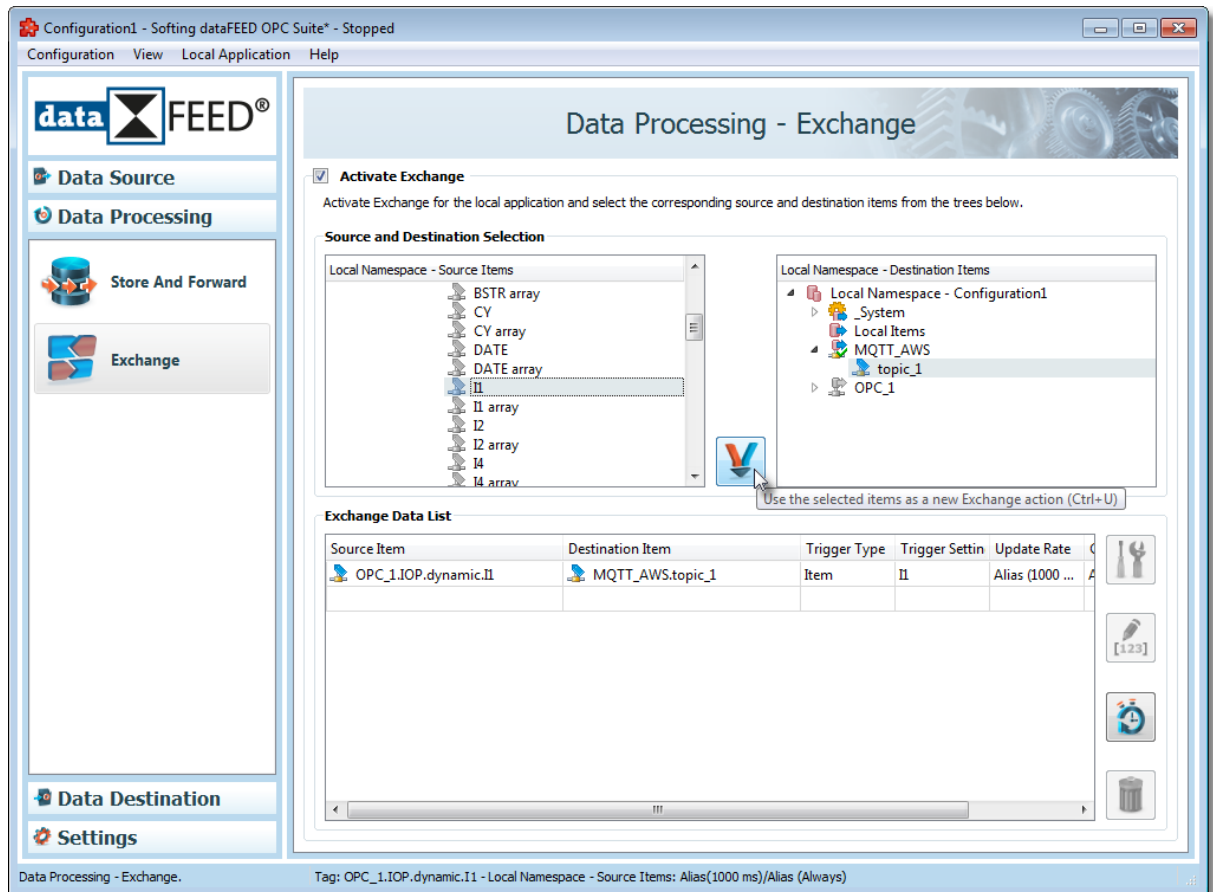 Configuration1 - Softing dataFEED OPC Suite* - Stopped
Configuration View Local Application Help
data FEED®
Data Source
Data Processing
Store And Forward
Exchange
Data Destination
Settings
Data Processing - Exchange
Activate Exchange
Activate Exchange for the local application and select the corresponding source and destination items from the trees below.
Source and Destination Selection
Local Namespace - Source Items
BSTR array
CY
CY array
DATE
DATE array
I1
I1 array
I2
I2 array
I4
I4 array
Local Namespace - Destination Items
Local Namespace - Configuration1
_System
Local Items
MQTT_AWS
topic_1
OPC_1
Use the selected items as a new Exchange action (Ctrl+U)
Exchange Data List
Source Item Destination Item Trigger Type Trigger Settin Update Rate
OPC_1.IOP.dynamic.I1 MQTT_AWS.topic_1 Item I1 Alias (1000 ...
[123]
Data Processing - Exchange. Tag: OPC_1.IOP.dynamic.I1 - Local Namespace - Source Items: Alias(1000 ms)/Alias (Always)